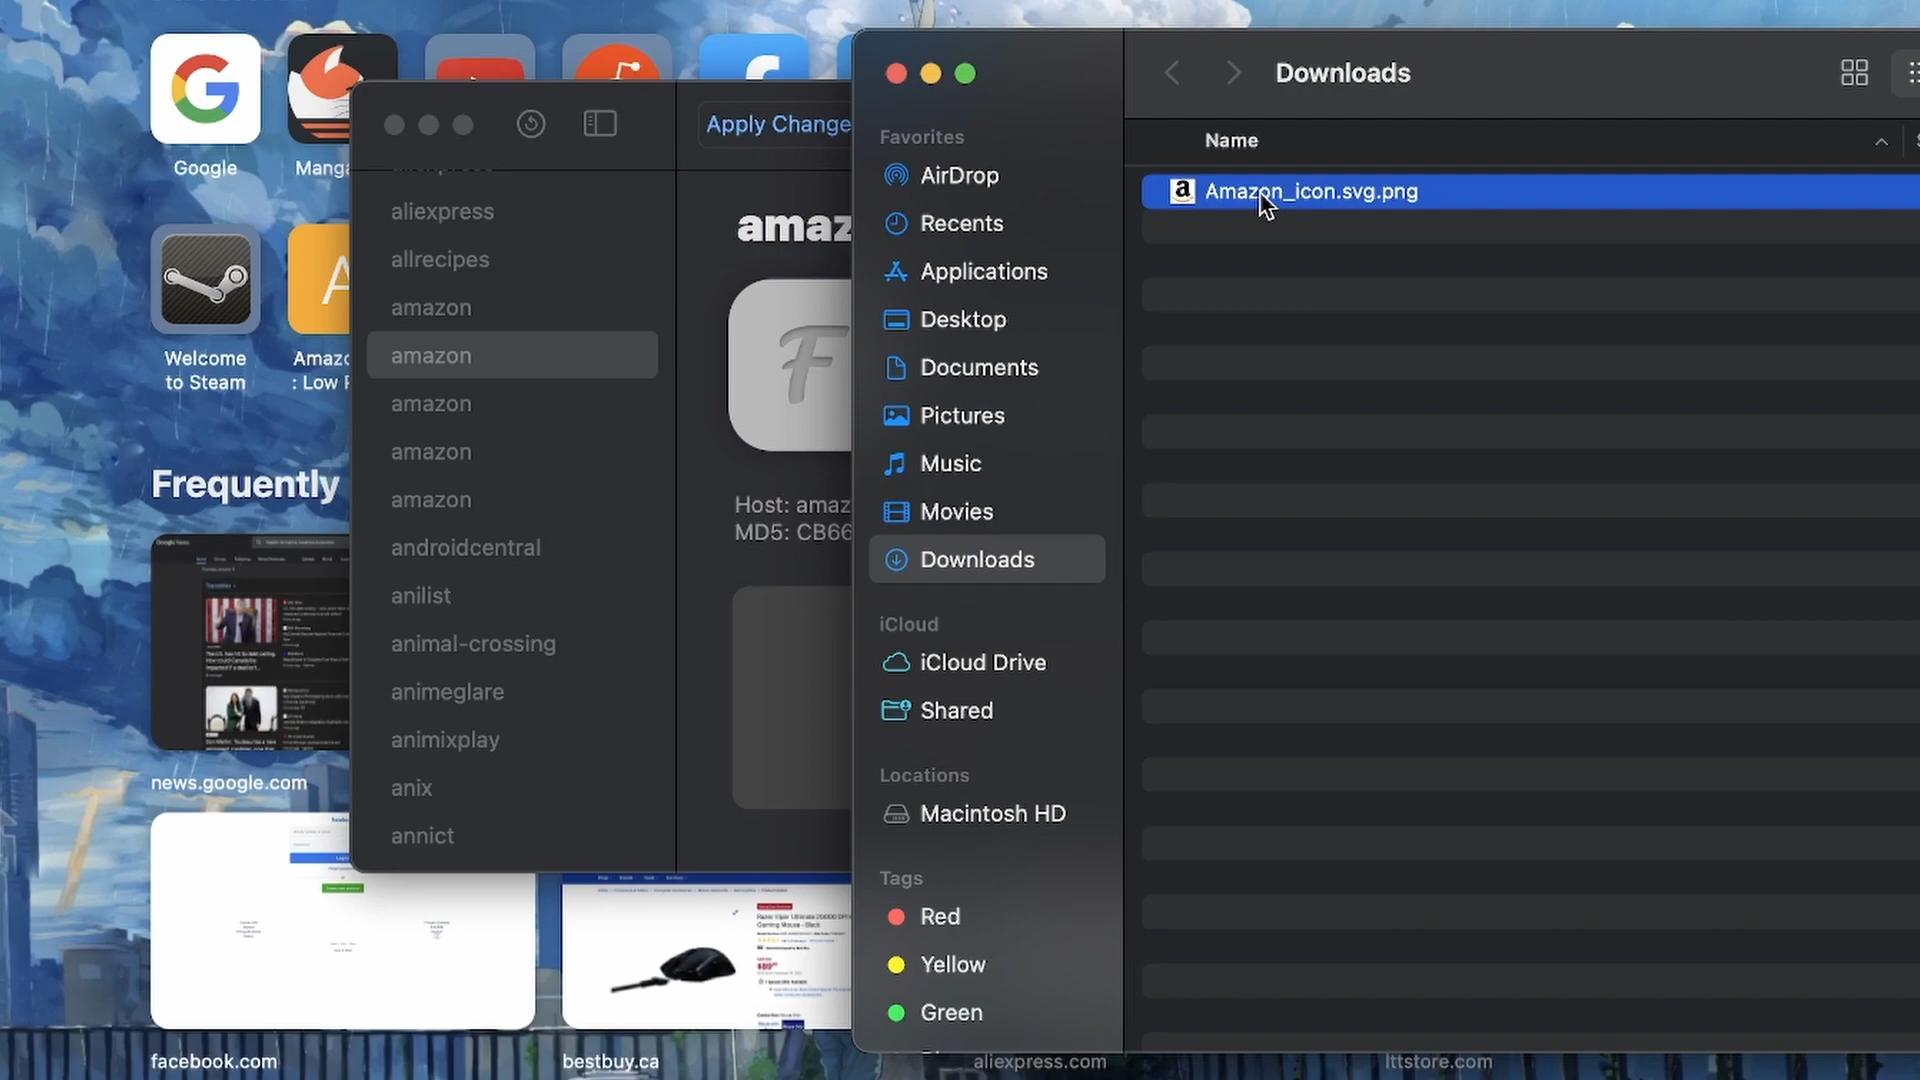 Google
Manga
Welcome
to Steam
Amazo
: Low P
Frequently
news.google.com
facebook.com
bestbuy.ca
aliexpress.com
lttstore.com
Apply Change
aliexpress
allrecipes
amazon
amazon
amazon
amazon
amazon
androidcentral
anilist
animal-crossing
animeglare
animixplay
anix
annict
amaz
F
Host: amaz
MD5: CB66
Favorites
AirDrop
Recents
Applications
Desktop
Documents
Pictures
Music
Movies
Downloads
iCloud
iCloud Drive
Shared
Locations
Macintosh HD
Tags
Red
Yellow
Green
Downloads
Name
Amazon_icon.svg.png